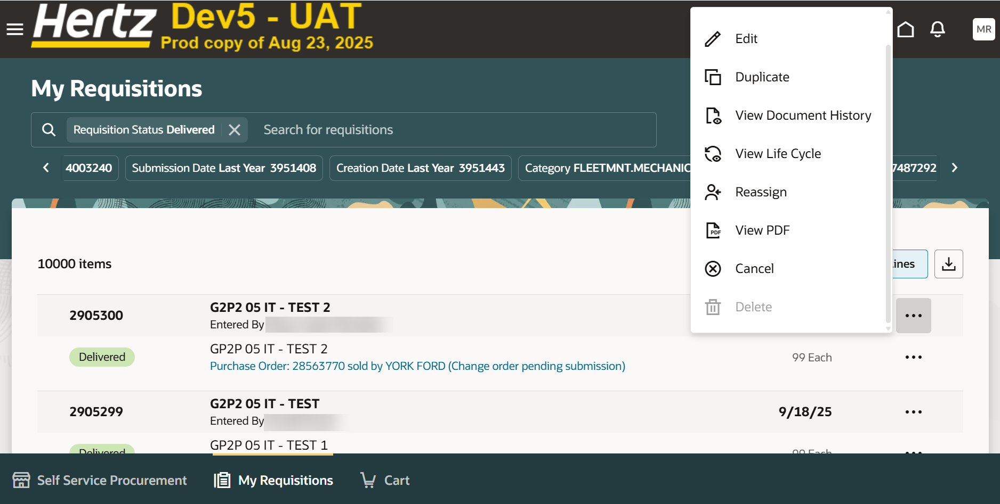 Hertz
Dev5 - UAT
Prod copy of Aug 23, 2025
MR
My Requisitions
Requisition Status Delivered
Search for requisitions
4003240
Submission Date Last Year 3951408
Creation Date Last Year 3951443
Category FLEETMNT.MECHANIC
7487292
Edit
Duplicate
View Document History
View Life Cycle
Reassign
PDF
View PDF
Cancel
Delete
10000 items
ines
2905300
G2P2 05 IT - TEST 2
Entered By
Delivered
GP2P 05 IT - TEST 2
99 Each
Purchase Order: 28563770 sold by YORK FORD (Change order pending submission)
2905299
G2P2 05 IT - TEST
9/18/25
Entered By
GP2P 05 IT - TEST 1
Delivered
99 Each
Self Service Procurement
My Requisitions
Cart